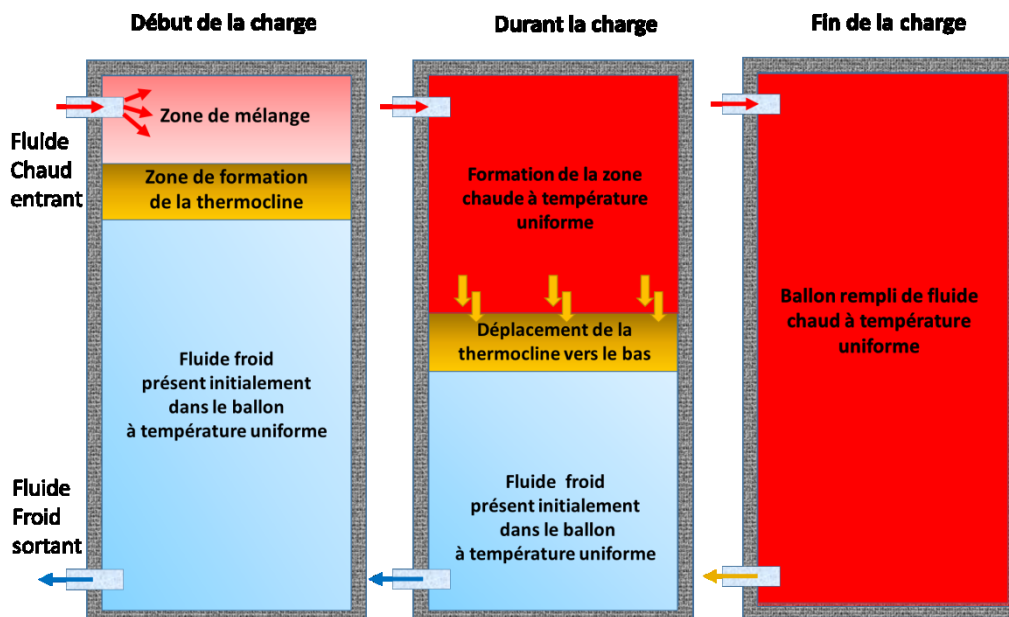 Début de la charge
Durant la charge
Fin de la charge
Fluide
Chaud
entrant
Zone de mélange
Zone de formation
de la thermocline
Fluide froid
présent initialement
dans le ballon
à température uniforme
Fluide
Froid
sortant
Formation de la zone
chaude à température
uniforme
Déplacement de la
thermocline vers le bas
Fluide froid
présent initialement
dans le ballon
à température uniforme
Ballon rempli de fluide
chaud à température
uniforme